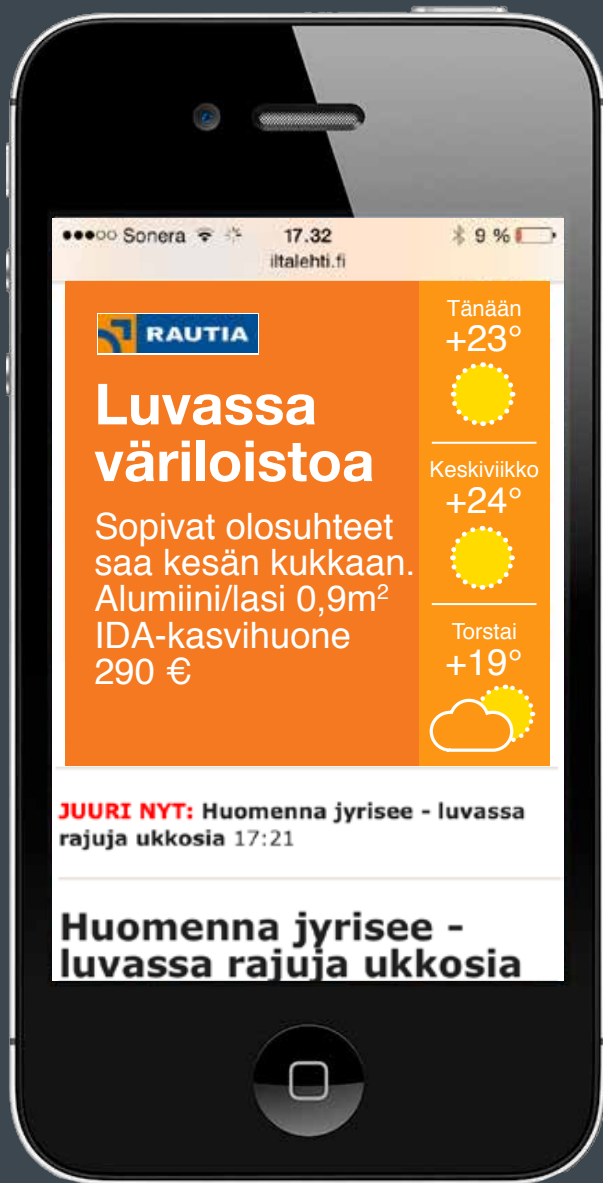 Sonera 17.32 9 %
iltalehti.fi
RAUTIA
Luvassa
väriloistoa
Sopivat olosuhteet
saa kesän kukkaan.
Alumiini/lasi 0,9m²
IDA-kasvihuone
290 €
Tänään
+23°
Keskiviikko
+24°
Torstai
+19°
JUURI NYT: Huomenna jyrisee - luvassa
rajuja ukkosia 17:21
Huomenna jyrisee -
luvassa rajuja ukkosia